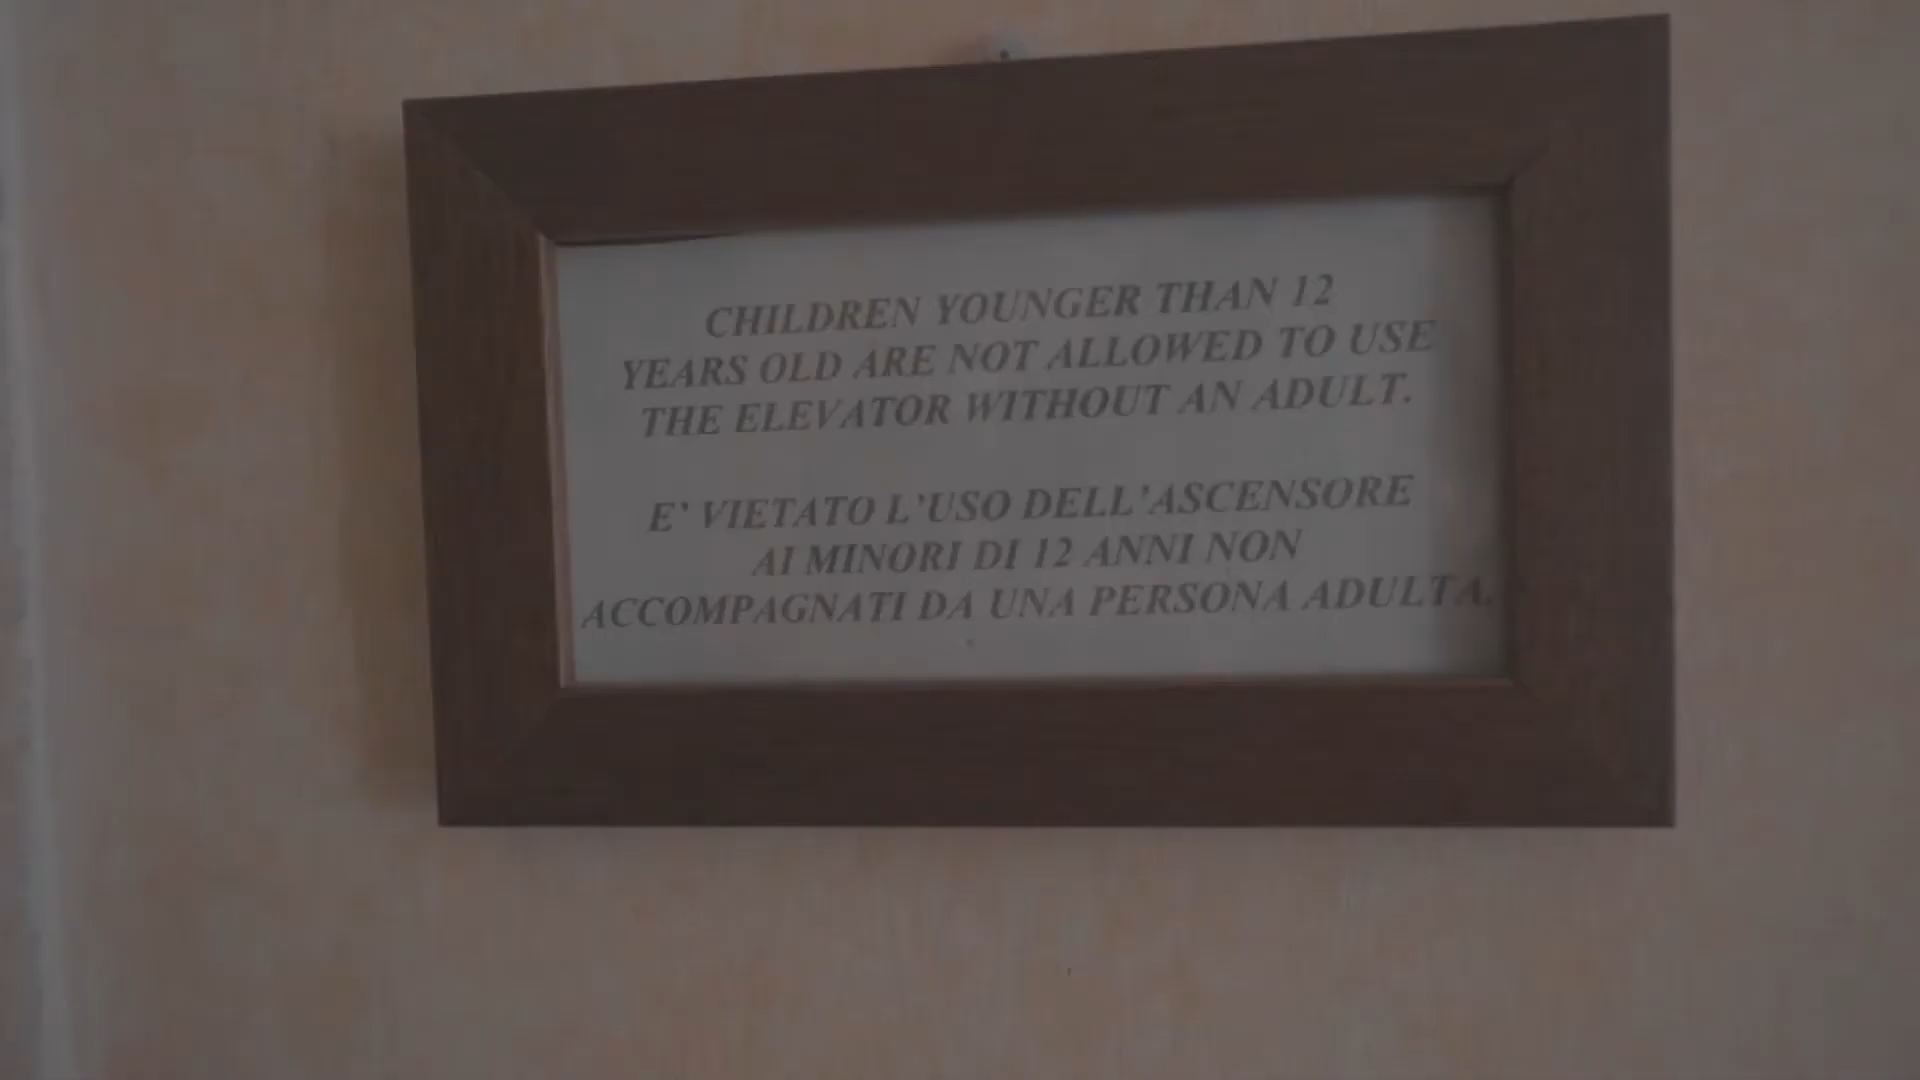 CHILDREN YOUNGER THAN 12
YEARS OLD ARE NOT ALLOWED TO USE
THE ELEVATOR WITHOUT AN ADULT.
E' VIETATO L'USO DELL'ASCENSORE
AI MINORI DI 12 ANNI NON
ACCOMPAGNATI DA UNA PERSONA ADULTA.